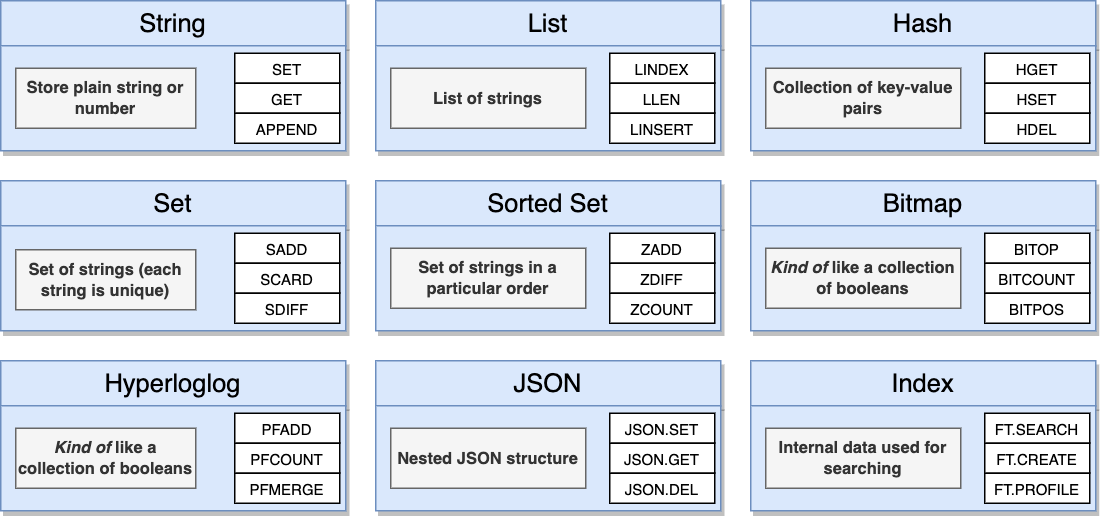 String
Store plain string or
number
SET
GET
APPEND
List
List of strings
LINDEX
LLEN
LINSERT
Hash
Collection of key-value
pairs
HGET
HSET
HDEL
Set
Set of strings (each
string is unique)
SADD
SCARD
SDIFF
Sorted Set
Set of strings in a
particular order
ZADD
ZDIFF
ZCOUNT
Bitmap
Kind of like a collection
of booleans
BITOP
BITCOUNT
BITPOS
Hyperloglog
Kind of like a
collection of booleans
PFADD
PFCOUNT
PFMERGE
JSON
Nested JSON structure
JSON.SET
JSON.GET
JSON.DEL
Index
Internal data used for
searching
FT.SEARCH
FT.CREATE
FT.PROFILE